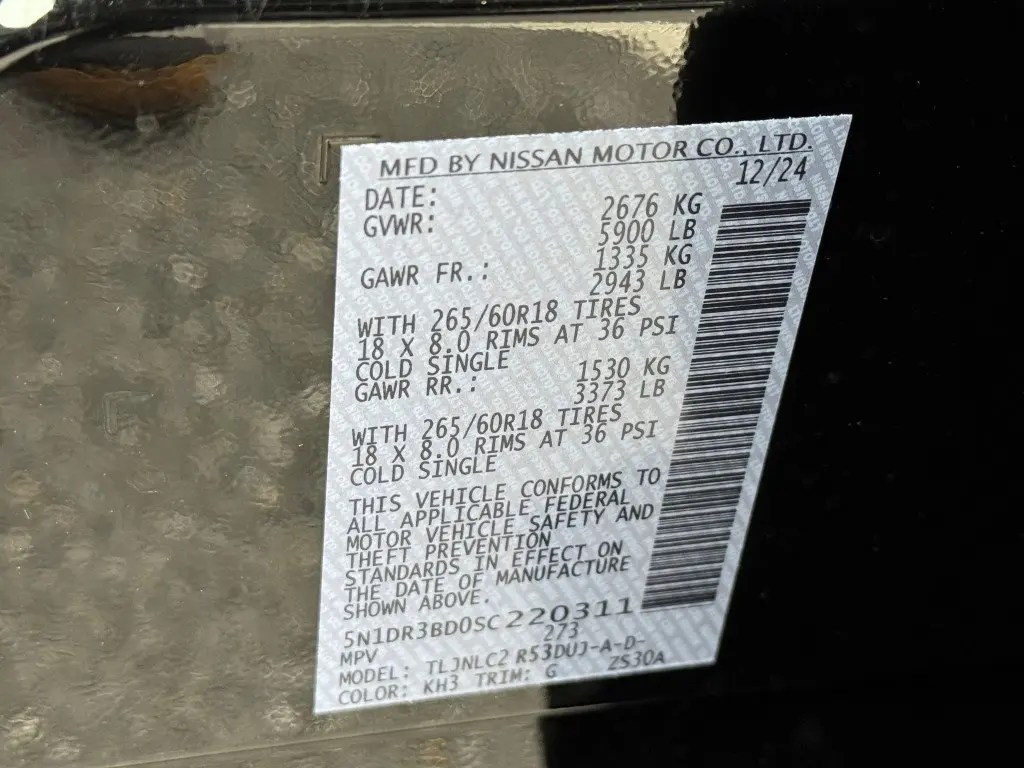 MFD BY NISSAN MOTOR CO., LTD.
DATE: 12/24
GVWR: 2676 KG
5900 LB
GAWR FR.: 1335 KG
2943 LB
WITH 265/60R18 TIRES
18 X 8.0 RIMS AT 36 PSI
COLD SINGLE
GAWR RR.: 1530 KG
3373 LB
WITH 265/60R18 TIRES
18 X 8.0 RIMS AT 36 PSI
COLD SINGLE
THIS VEHICLE CONFORMS TO
ALL APPLICABLE FEDERAL
MOTOR VEHICLE SAFETY AND
THEFT PREVENTION
STANDARDS IN EFFECT ON
THE DATE OF MANUFACTURE
SHOWN ABOVE.
5N1DR3BD0SC220311
MPV 273
MODEL: TLJNLC2 R53DUJ-A-D-
COLOR: KH3 TRIM: G ZS30A